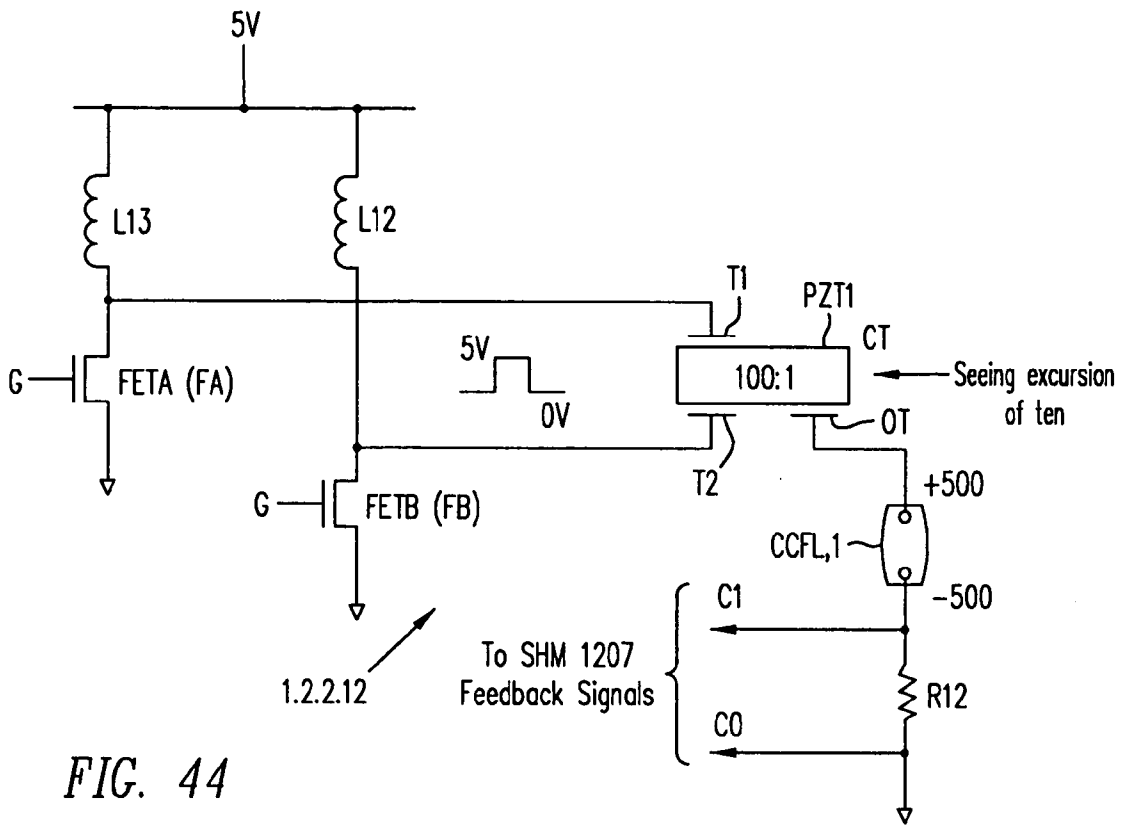 5V
L13
L12
T1
PZT1
CT
5V
0V
100:1
Seeing excursion
of ten
G
FETA (FA)
OT
T2
G
FETB (FB)
+500
CCFL,1
-500
C1
To SHM 1207
Feedback Signals
1.2.2.12
R12
C0
FIG. 44